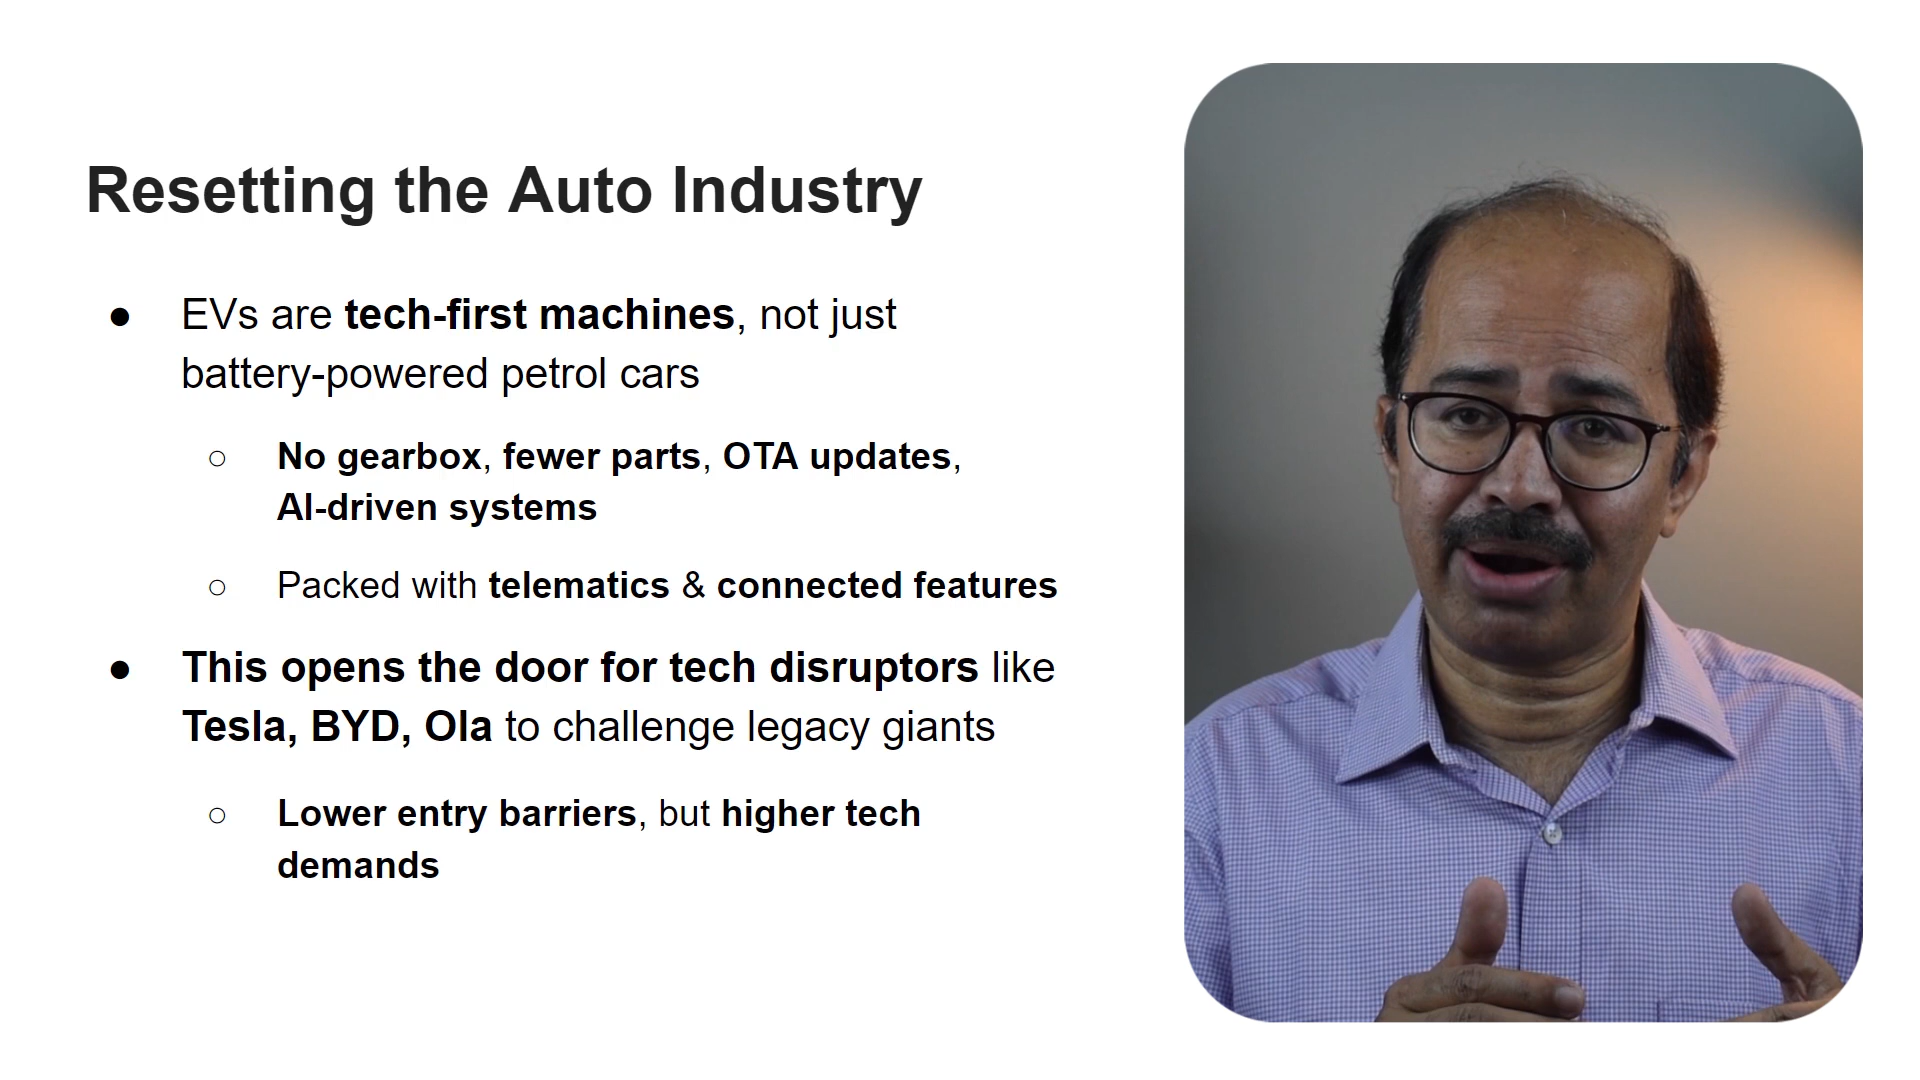 Resetting the Auto Industry
● EVs are tech-first machines, not just
battery-powered petrol cars
○ No gearbox, fewer parts, OTA updates,
AI-driven systems
○ Packed with telematics & connected features
● This opens the door for tech disruptors like
Tesla, BYD, Ola to challenge legacy giants
○ Lower entry barriers, but higher tech
demands